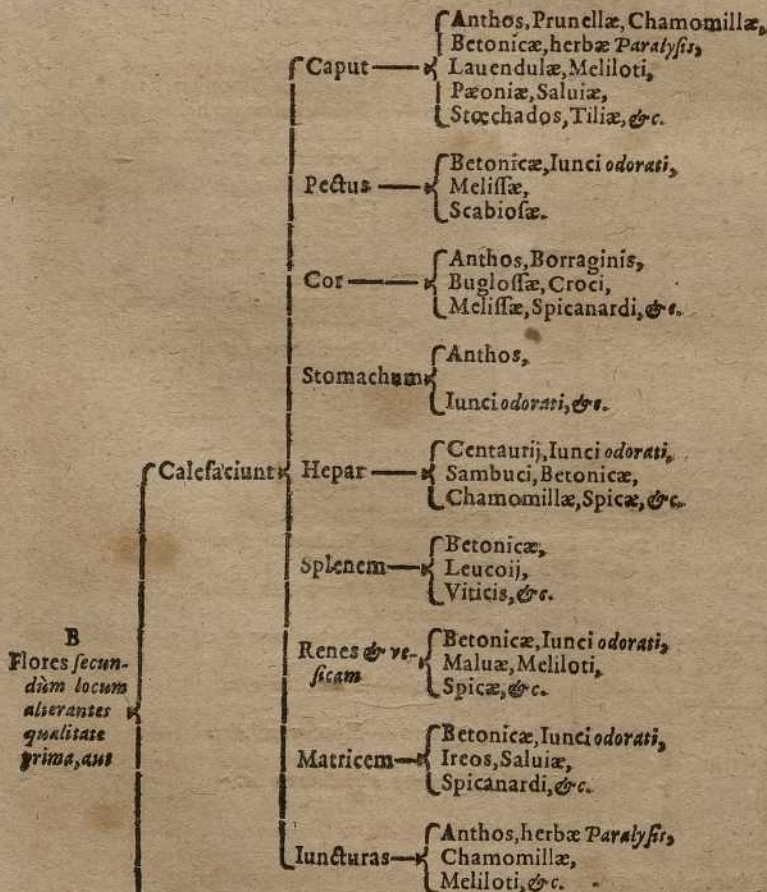 B
Flores ſecun-
dùm locum
alterantes
qualitate
prima, aut
Calefaciunt
Caput
Anthos, Prunellæ, Chamomillæ,
Betonicæ, herbæ Paralyſis,
Lauendulæ, Meliloti,
Pæoniæ, Saluiæ,
Stœchados, Tiliæ, &c.
Pectus
Betonicæ, Iunci odorati,
Meliſſæ,
Scabioſæ.
Cor
Anthos, Borraginis,
Bugloſſæ, Croci,
Meliſſæ, Spicanardi, &c.
Stomachum
Anthos,
Iunci odorati, &c.
Hepar
Centaurij, Iunci odorati,
Sambuci, Betonicæ,
Chamomillæ, Spicæ, &c.
Splenem
Betonicæ,
Leucoij,
Viticis, &c.
Renes & ve-
ſicam
Betonicæ, Iunci odorati,
Maluæ, Meliloti,
Spicæ, &c.
Matricem
Betonicæ, Iunci odorati,
Ireos, Saluiæ,
Spicanardi, &c.
Iuncturas
Anthos, herbæ Paralyſis,
Chamomillæ,
Meliloti, &c.